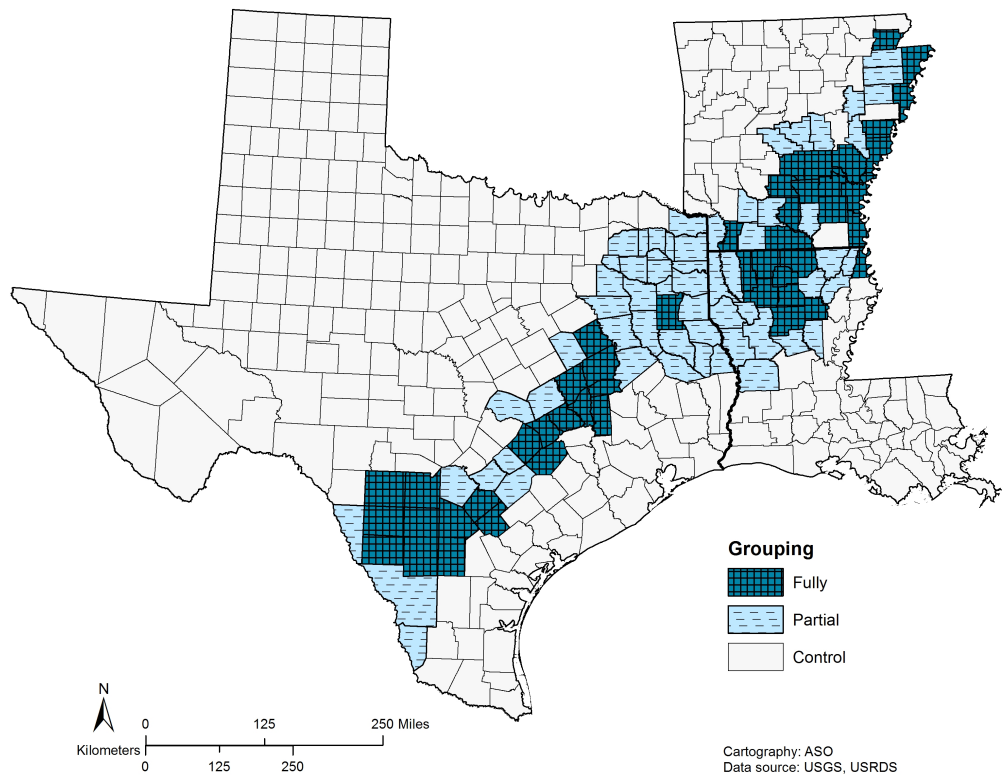 Grouping
Fully
Partial
Control
N
0 125 250 Miles
Kilometers
0 125 250
Cartography: ASO
Data source: USGS, USRDS